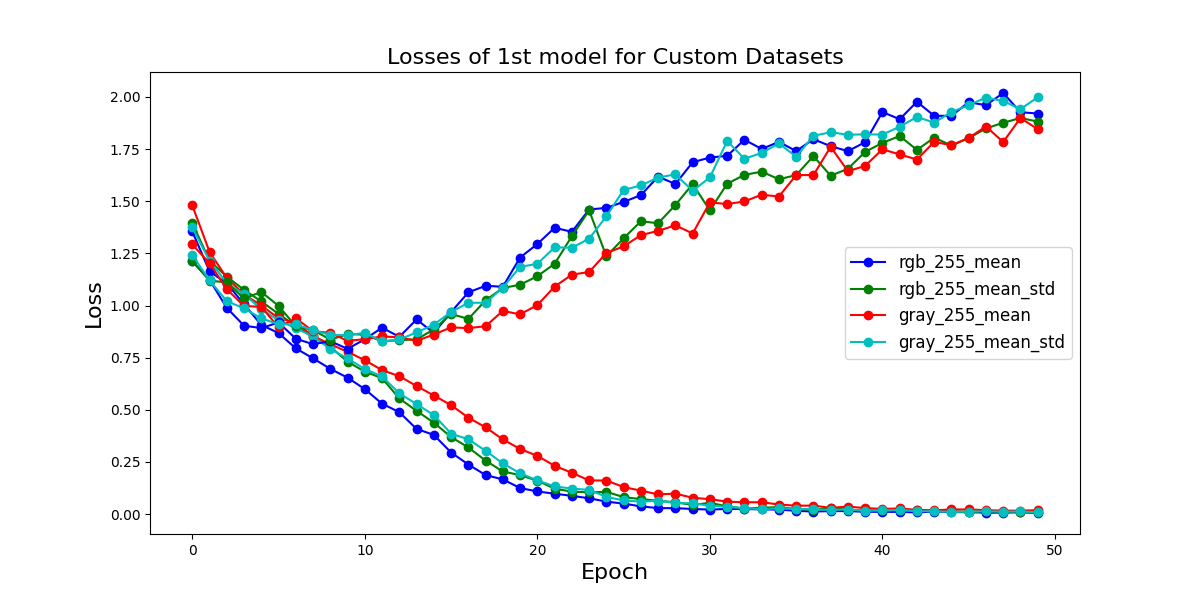 Losses of 1st model for Custom Datasets
2.00
1.75
1.50
1.25
1.00
0.75
0.50
0.25
0.00
Loss
rgb_255_mean
rgb_255_mean_std
gray_255_mean
gray_255_mean_std
0 10 20 30 40 50
Epoch